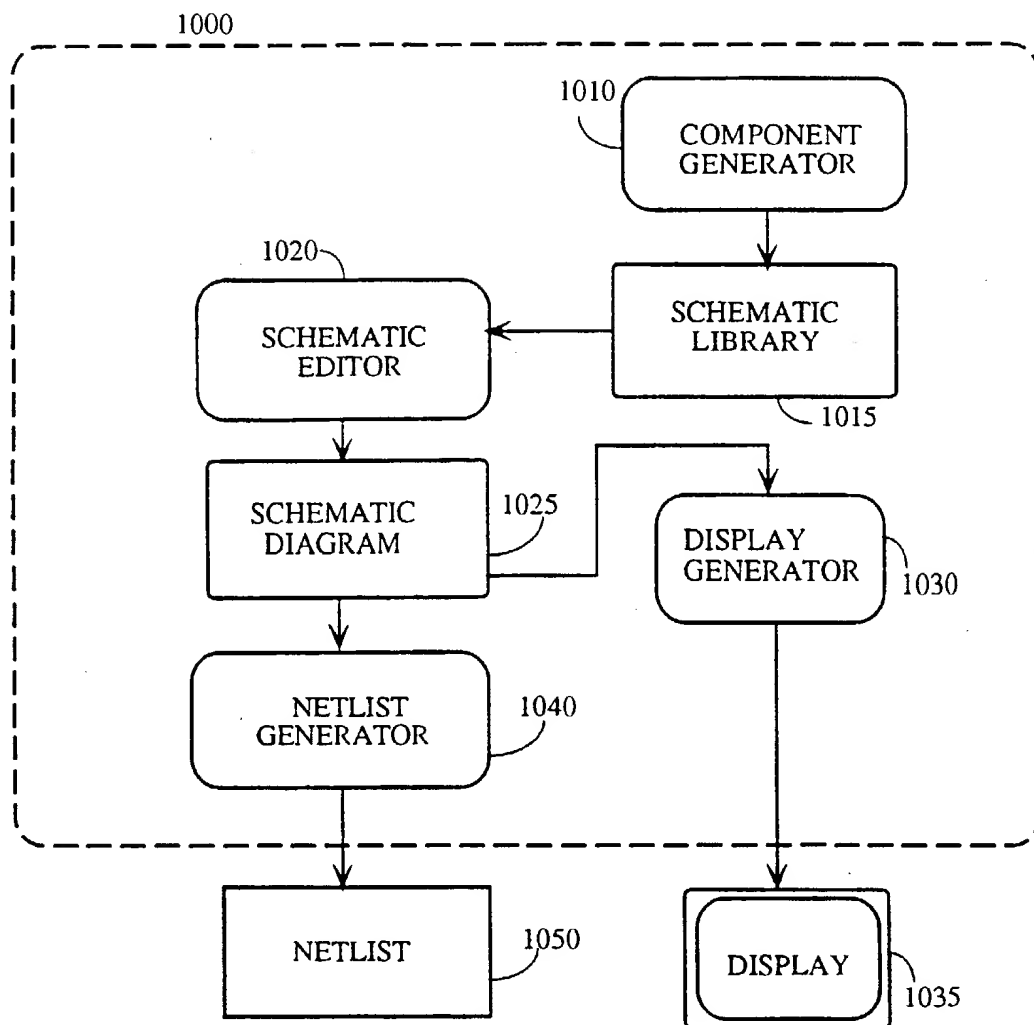 1000
1010
COMPONENT
GENERATOR
1020
SCHEMATIC
EDITOR
SCHEMATIC
LIBRARY
1015
SCHEMATIC
DIAGRAM
1025
DISPLAY
GENERATOR
1030
NETLIST
GENERATOR
1040
NETLIST
1050
DISPLAY
1035